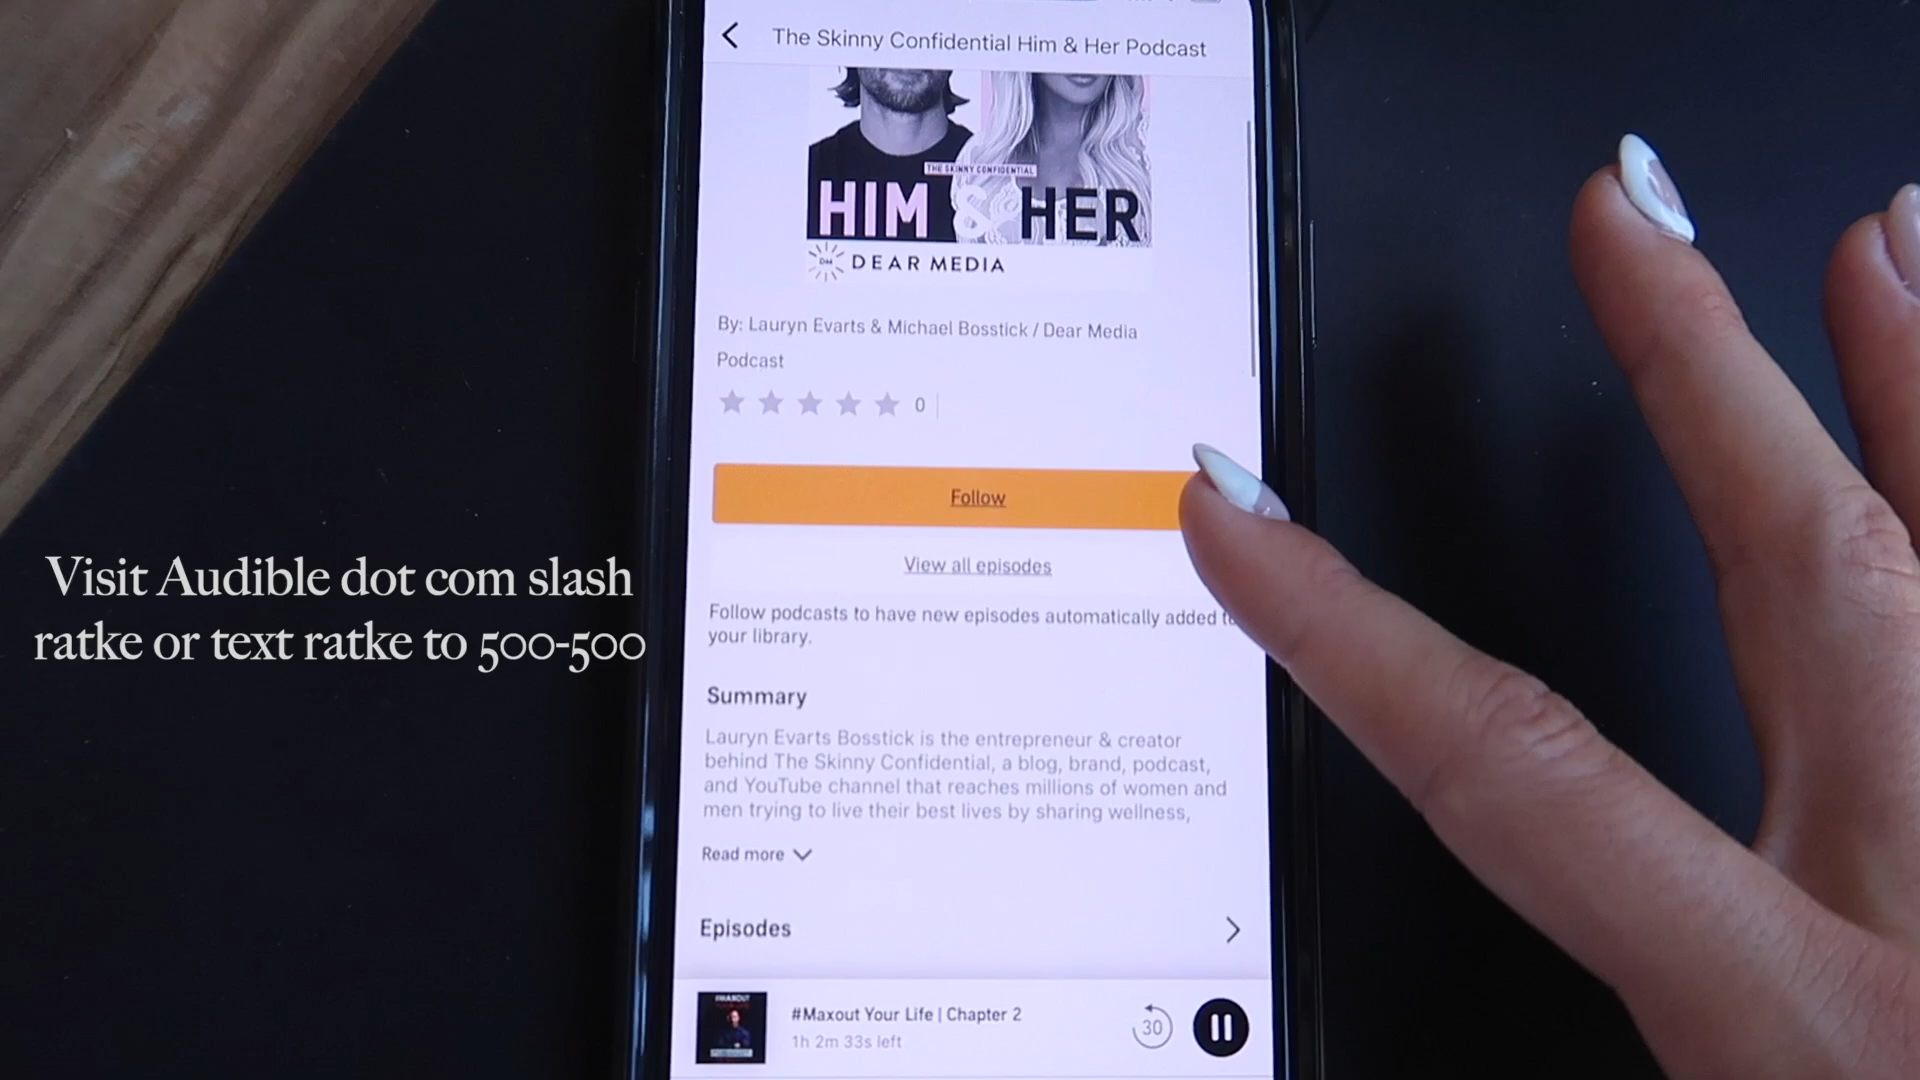 The Skinny Confidential Him & Her Podcast
THE SKINNY CONFIDENTIAL
HIM & HER
DM
DEAR MEDIA
By: Lauryn Evarts & Michael Bosstick / Dear Media
Podcast
0
Follow
View all episodes
Follow podcasts to have new episodes automatically added
your library.
Summary
Lauryn Evarts Bosstick is the entrepreneur & creator
behind The Skinny Confidential, a blog, brand, podcast,
and YouTube channel that reaches millions of women and
men trying to live their best lives by sharing wellness,
Read more
Episodes
#MAXOUT
#Maxout Your Life | Chapter 2
1h 2m 33s left
30
Visit Audible dot com slash
ratke or text ratke to 500-500